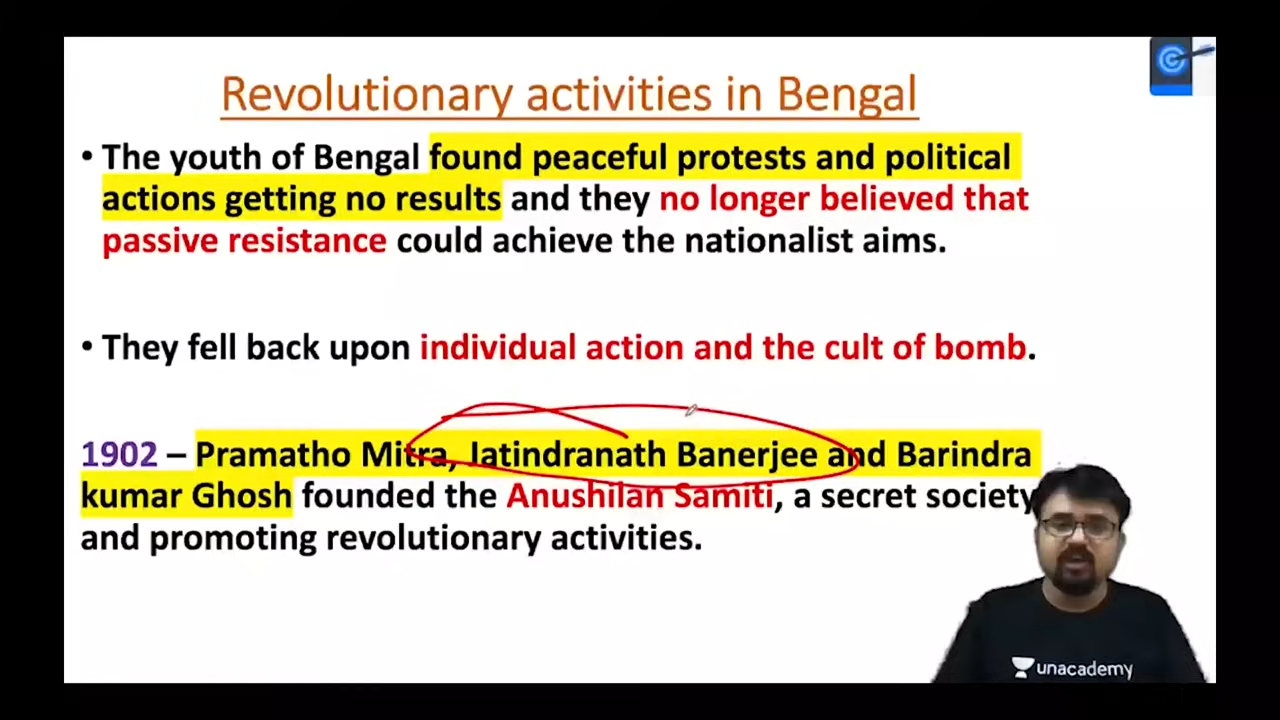 Revolutionary activities in Bengal
• The youth of Bengal found peaceful protests and political
actions getting no results and they no longer believed that
passive resistance could achieve the nationalist aims.
• They fell back upon individual action and the cult of bomb.
1902 – Pramatho Mitra, Jatindranath Banerjee and Barindra
kumar Ghosh founded the Anushilan Samiti, a secret society
and promoting revolutionary activities.
unacademy